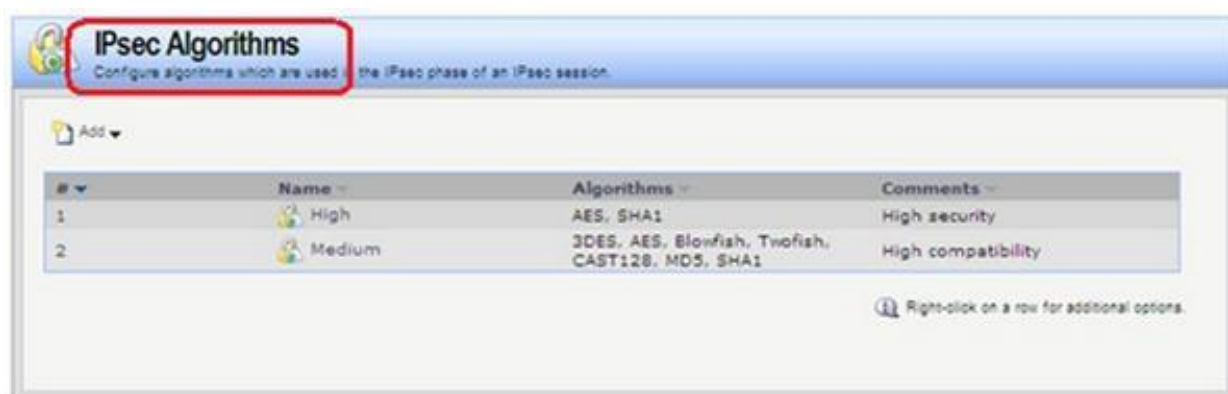 IPsec Algorithms
Configure algorithms which are used in the IPsec phase of an IPsec session.
Add
# Name Algorithms Comments
1 High AES, SHA1 High security
2 Medium 3DES, AES, Blowfish, Twofish, CAST128, MD5, SHA1 High compatibility
Right-click on a row for additional options.